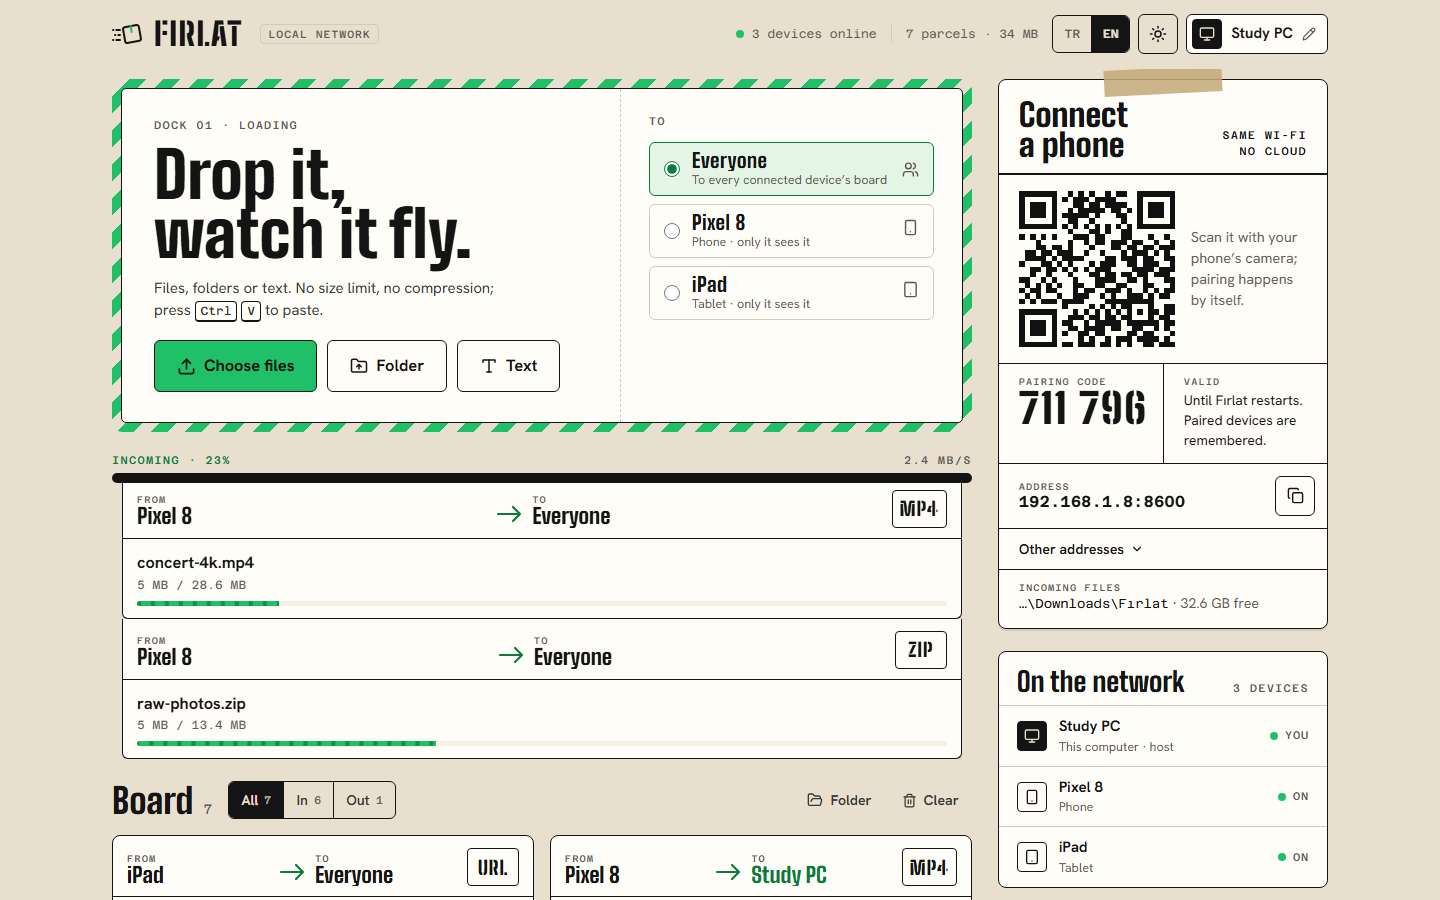 FIRLAT
LOCAL NETWORK
3 devices online
7 parcels · 34 MB
TR
EN
Study PC
DOCK 01 · LOADING
Drop it,
watch it fly.
Files, folders or text. No size limit, no compression;
press Ctrl V to paste.
Choose files
Folder
Text
TO
Everyone
To every connected device’s board
Pixel 8
Phone · only it sees it
iPad
Tablet · only it sees it
INCOMING · 23%
2.4 MB/S
FROM
Pixel 8
TO
Everyone
MP4
concert-4k.mp4
5 MB / 28.6 MB
FROM
Pixel 8
TO
Everyone
ZIP
raw-photos.zip
5 MB / 13.4 MB
Board 7
All 7
In 6
Out 1
Folder
Clear
FROM
iPad
TO
Everyone
URL
FROM
Pixel 8
TO
Study PC
MP4
Connect
a phone
SAME WI-FI
NO CLOUD
Scan it with your
phone’s camera;
pairing happens
by itself.
PAIRING CODE
711 796
VALID
Until Fırlat restarts.
Paired devices are
remembered.
ADDRESS
192.168.1.8:8600
Other addresses
INCOMING FILES
…\Downloads\Fırlat · 32.6 GB free
On the network
3 DEVICES
Study PC
This computer · host
YOU
Pixel 8
Phone
ON
iPad
Tablet
ON